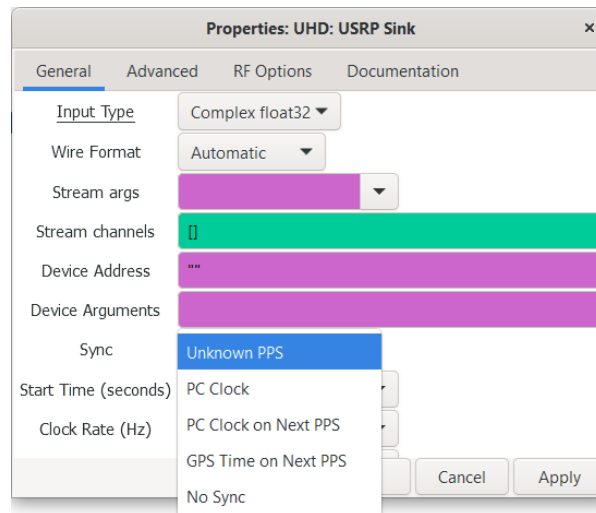 Properties: UHD: USRP Sink ×
General Advanced RF Options Documentation
Input Type Complex float32
Wire Format Automatic
Stream args
Stream channels []
Device Address ""
Device Arguments
Sync Unknown PPS
Start Time (seconds) PC Clock
Clock Rate (Hz) PC Clock on Next PPS
GPS Time on Next PPS
Cancel Apply
No Sync